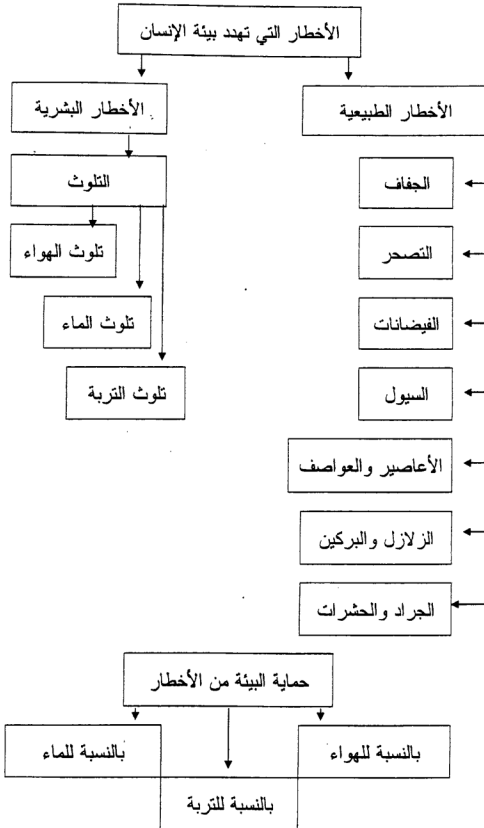 الأخطار التي تهدد بيئة الإنسان
الأخطار الطبيعية
الأخطار البشرية
الجفاف
التصحر
الفيضانات
السيول
الأعاصير والعواصف
الزلازل والبركين
الجراد والحشرات
التلوث
تلوث الهواء
تلوث الماء
تلوث التربة
حماية البيئة من الأخطار
بالنسبة للهواء
بالنسبة للماء
بالنسبة للتربة